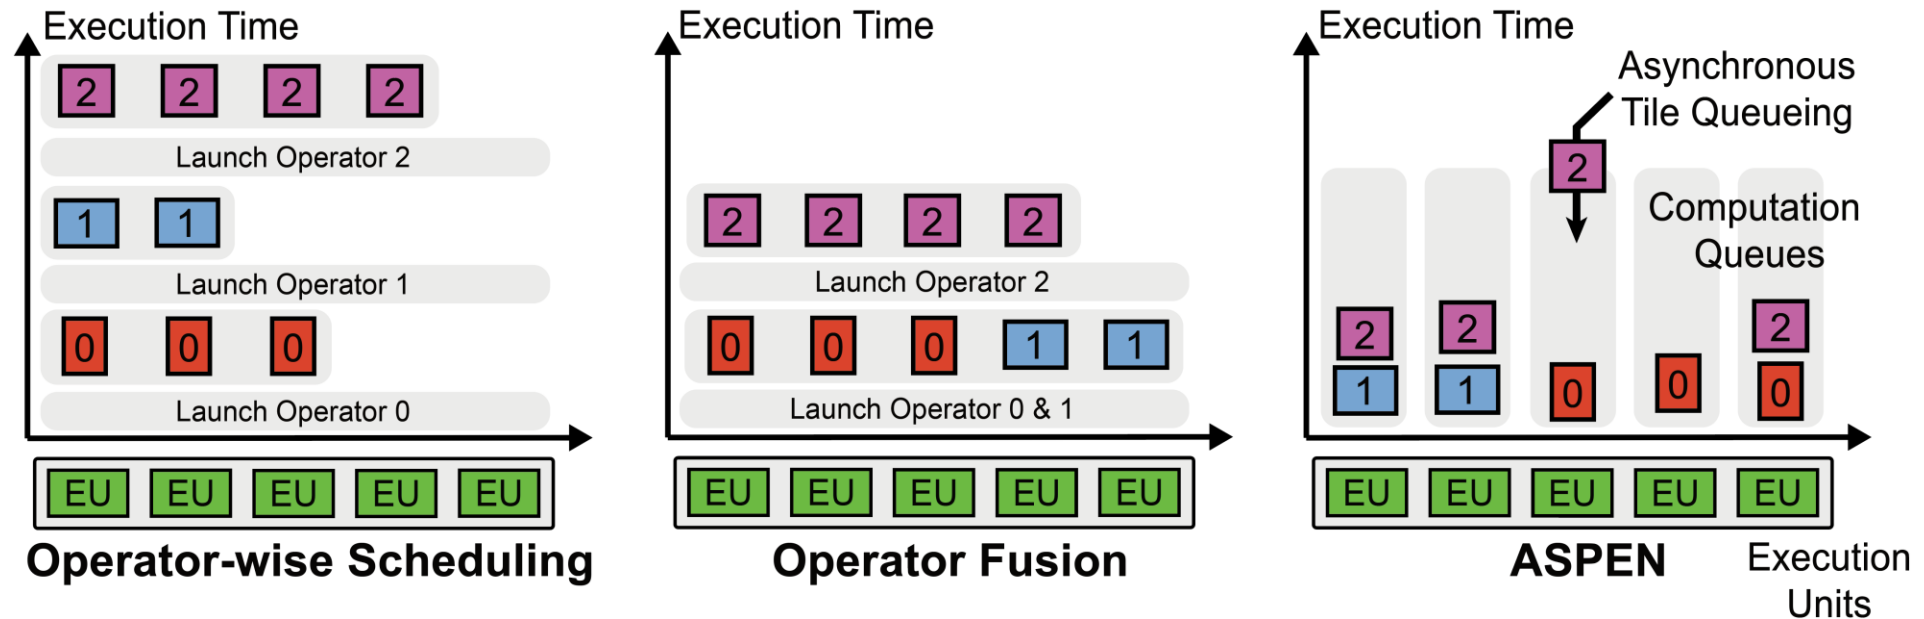 Execution Time
2 2 2 2
Launch Operator 2
1 1
Launch Operator 1
0 0 0
Launch Operator 0
EU EU EU EU EU
Operator-wise Scheduling
Execution Time
2 2 2 2
Launch Operator 2
0 0 0 1 1
Launch Operator 0 & 1
EU EU EU EU EU
Operator Fusion
Execution Time
Asynchronous
Tile Queueing
2
Computation
Queues
2 2 2
1 1 0 0 0
EU EU EU EU EU
ASPEN
Execution
Units